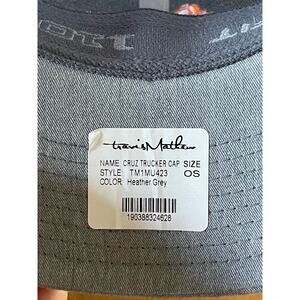 TravisMathew
NAME: CRUZ TRUCKER CAP SIZE
STYLE: TM1MU423 OS
COLOR: Heather Grey
190388324628